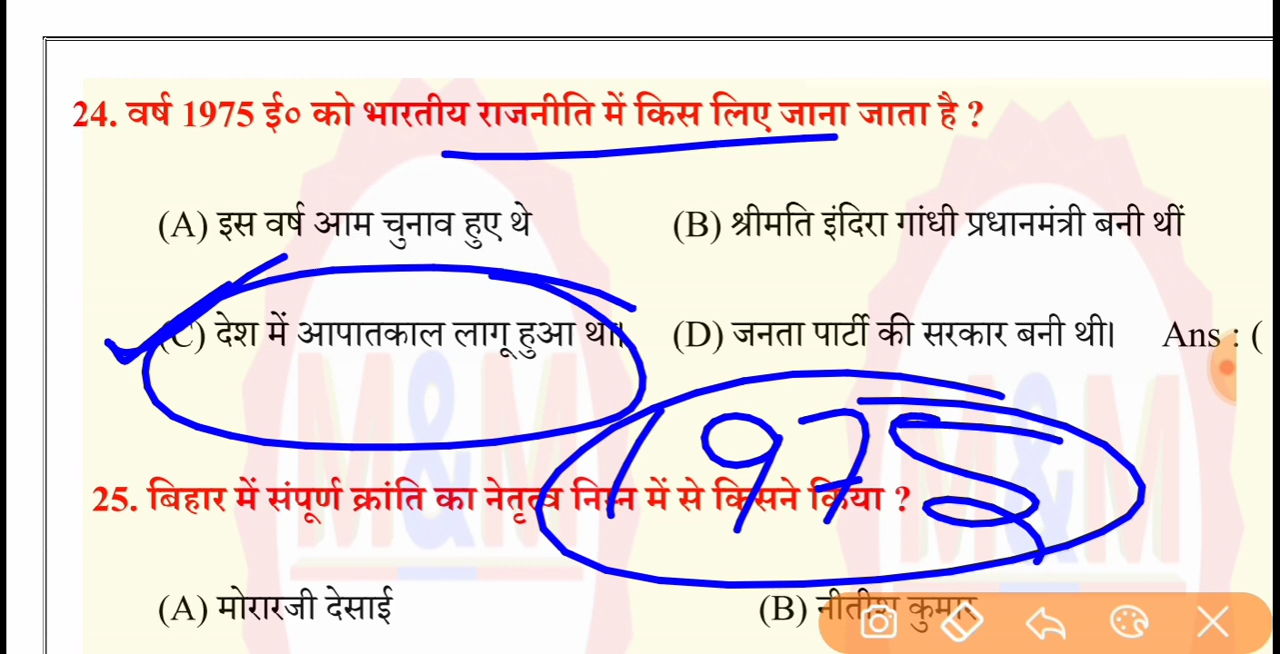 24. वर्ष 1975 ई० को भारतीय राजनीति में किस लिए जाना जाता है ?
(A) इस वर्ष आम चुनाव हुए थे (B) श्रीमति इंदिरा गांधी प्रधानमंत्री बनी थीं
(C) देश में आपातकाल लागू हुआ था। (D) जनता पार्टी की सरकार बनी थी। Ans : (
1975
M&M M&M
25. बिहार में संपूर्ण क्रांति का नेतृत्व निम्न में से किसने किया ?
(A) मोरारजी देसाई (B) नीतीश कुमार